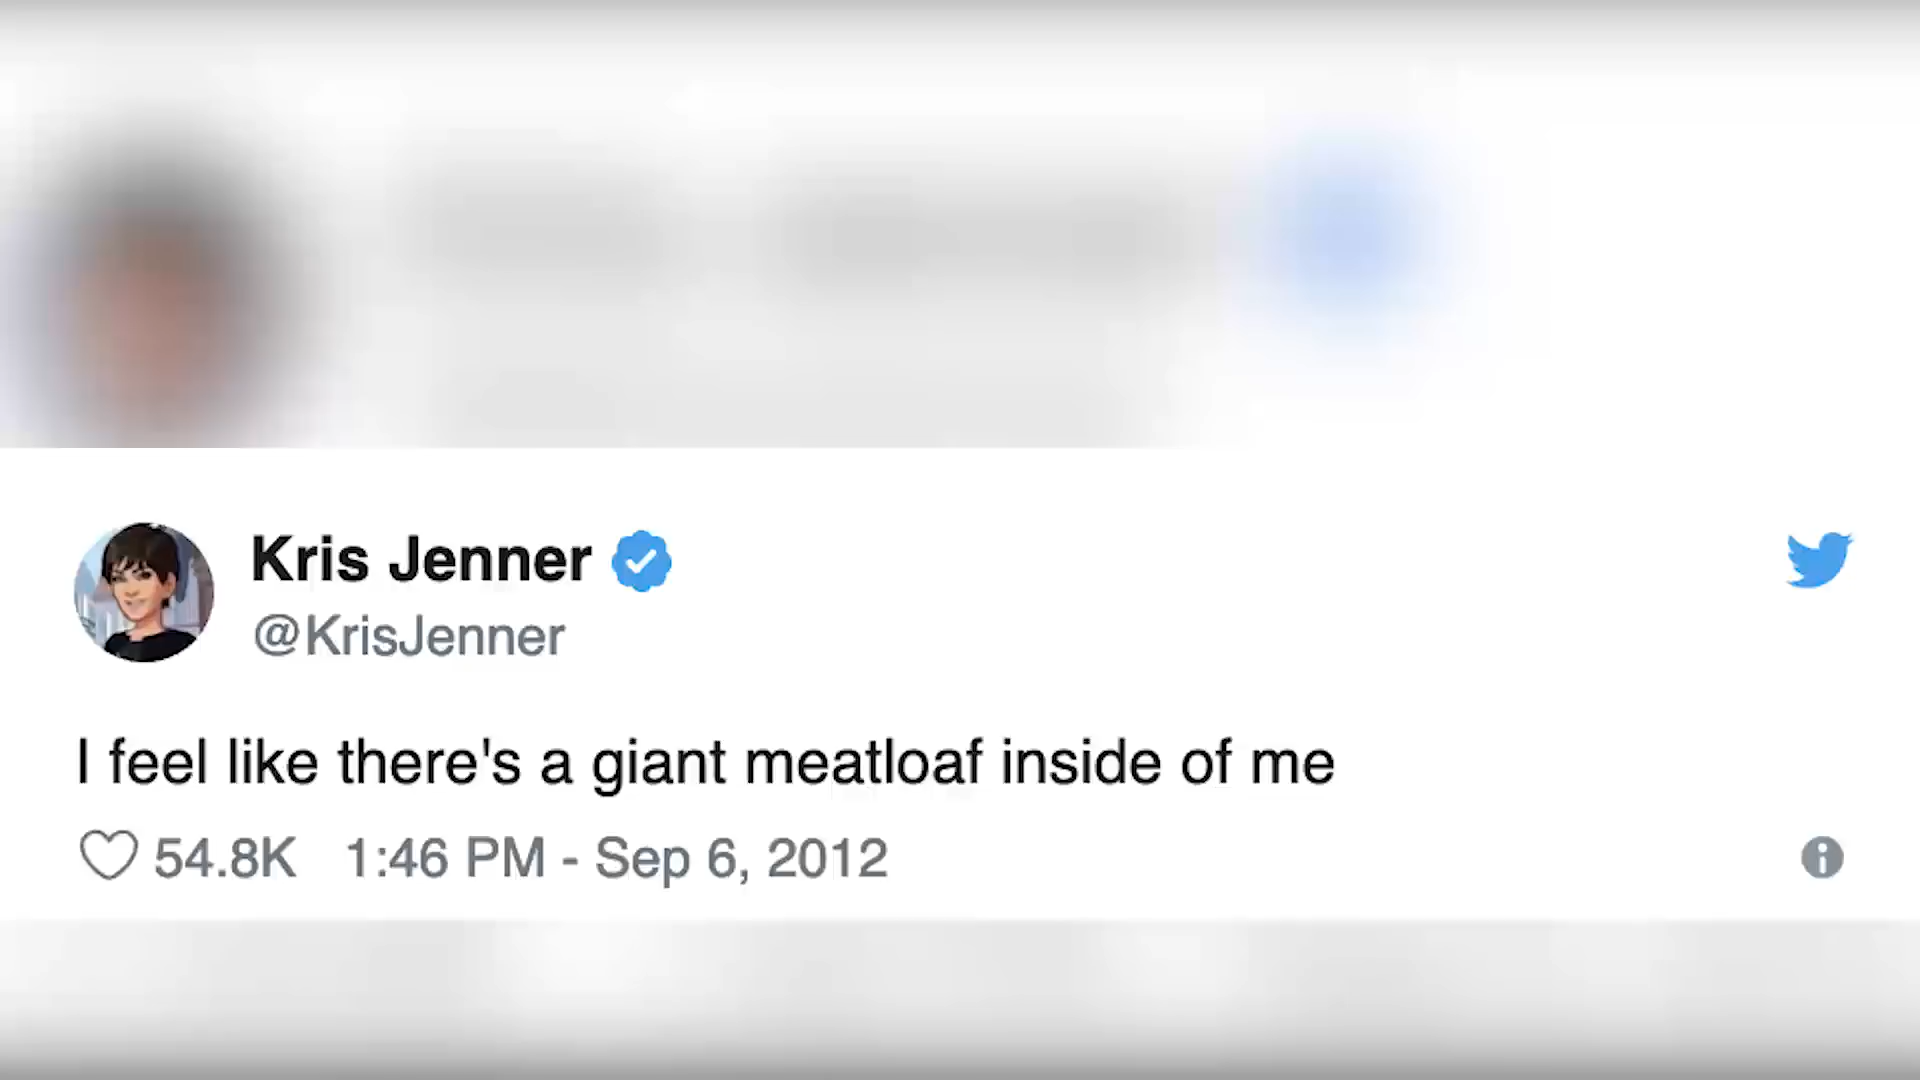 Kris Jenner
@KrisJenner
I feel like there's a giant meatloaf inside of me
54.8K 1:46 PM - Sep 6, 2012